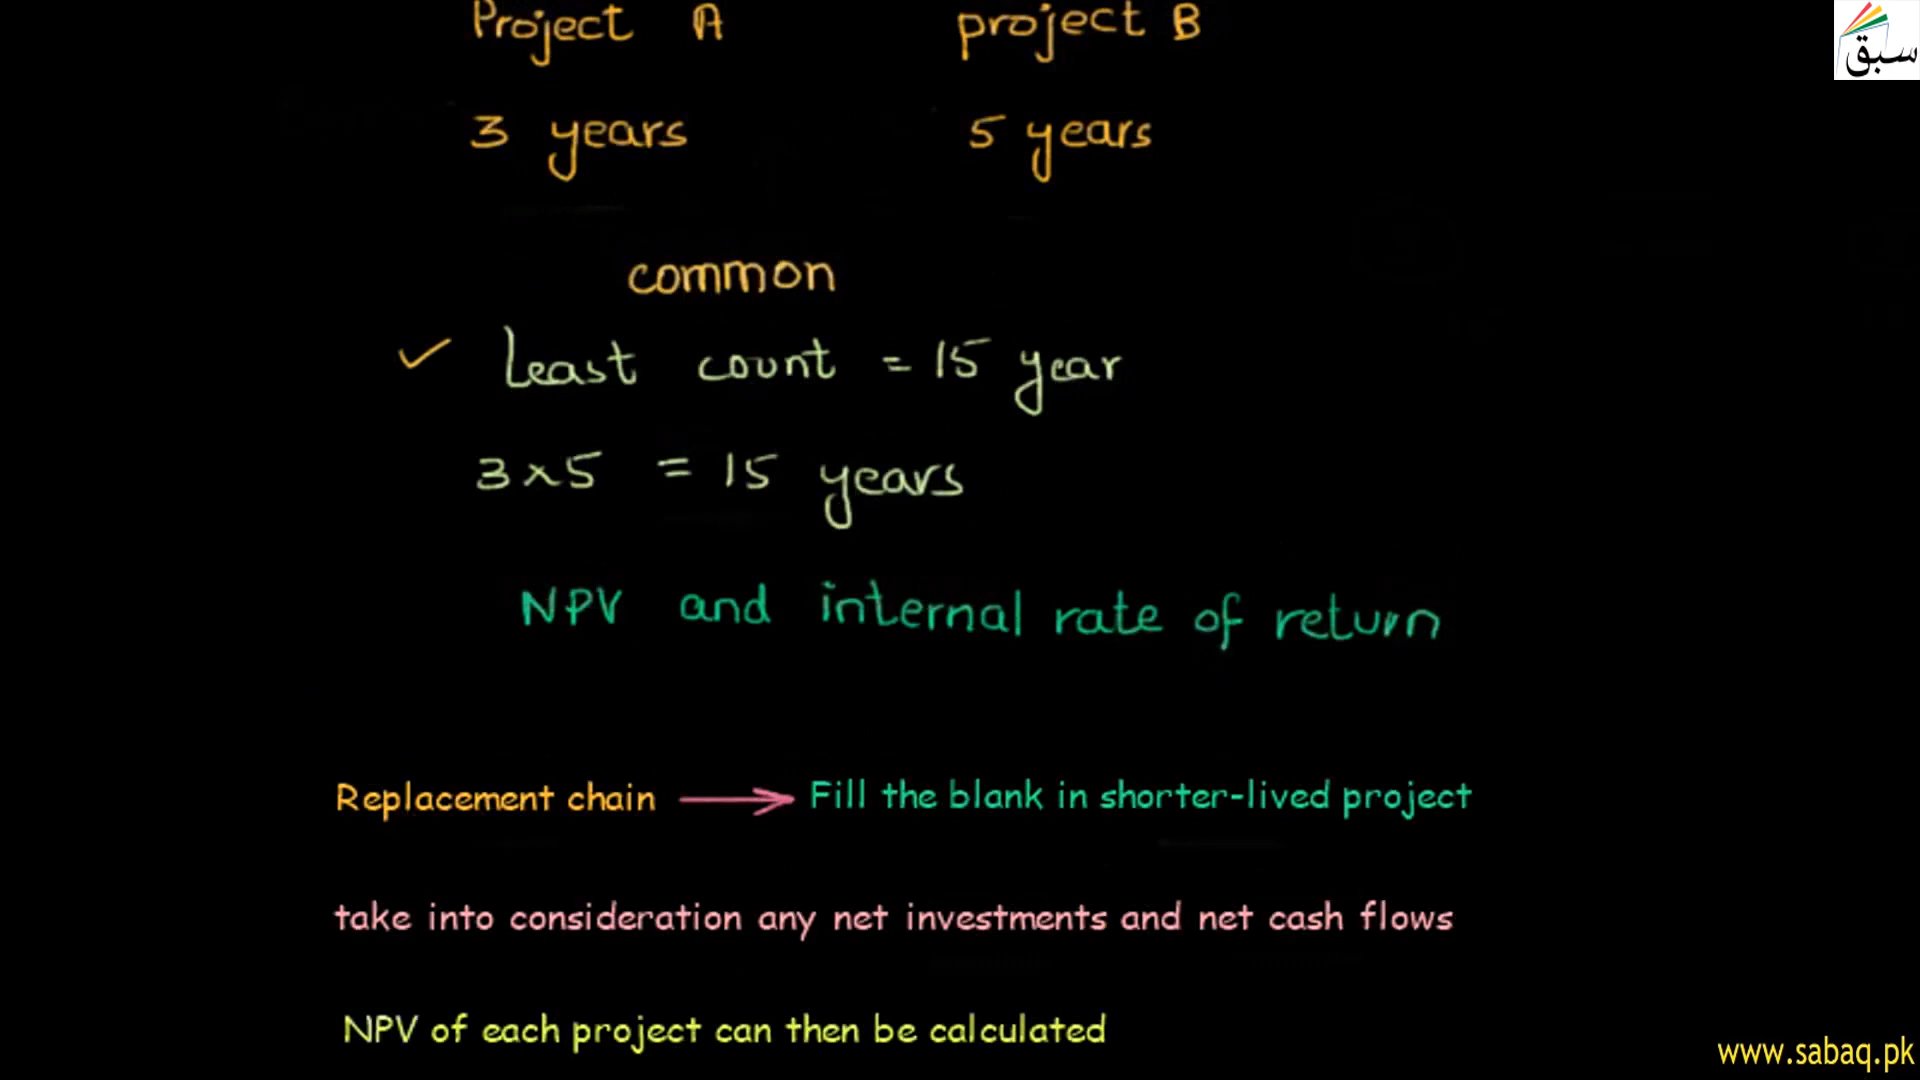 Project A project B
سبق
3 years 5 years
common
✓ Least count = 15 year
3 x 5 = 15 years
NPV and internal rate of return
Replacement chain → Fill the blank in shorter-lived project
take into consideration any net investments and net cash flows
NPV of each project can then be calculated
www.sabaq.pk